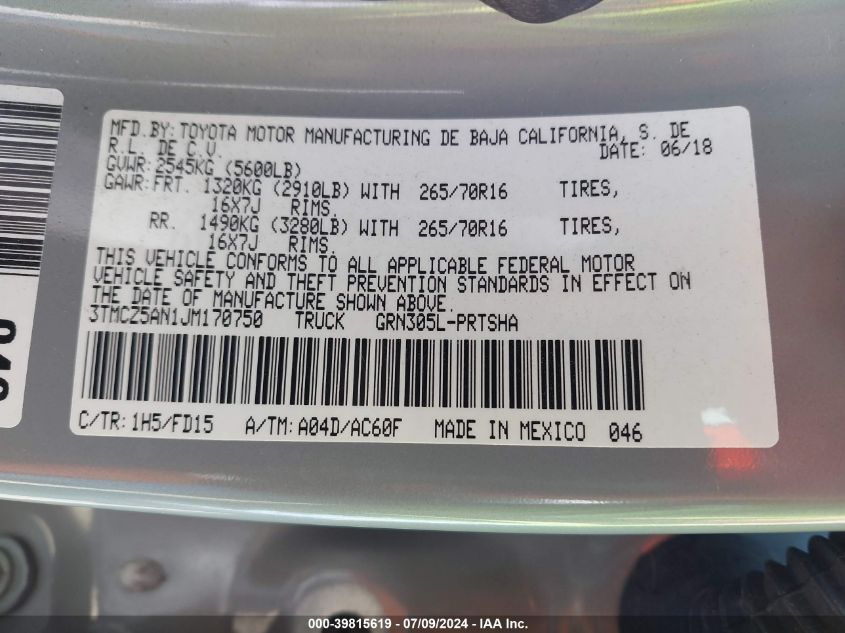 MFD.BY: TOYOTA MOTOR MANUFACTURING DE BAJA CALIFORNIA, S. DE
R.L. DE C.V. DATE: 06/18
GVWR: 2545KG (5600LB)
GAWR: FRT. 1320KG (2910LB) WITH 265/70R16 TIRES,
16X7J RIMS.
RR. 1490KG (3280LB) WITH 265/70R16 TIRES,
16X7J RIMS.
THIS VEHICLE CONFORMS TO ALL APPLICABLE FEDERAL MOTOR
VEHICLE SAFETY AND THEFT PREVENTION STANDARDS IN EFFECT ON
THE DATE OF MANUFACTURE SHOWN ABOVE.
3TMCZ5AN1JM170750 TRUCK GRN305L-PRTSHA
C/TR: 1H5/FD15 A/TM: A04D/AC60F MADE IN MEXICO 046
000-39815619 - 07/09/2024 - IAA Inc.